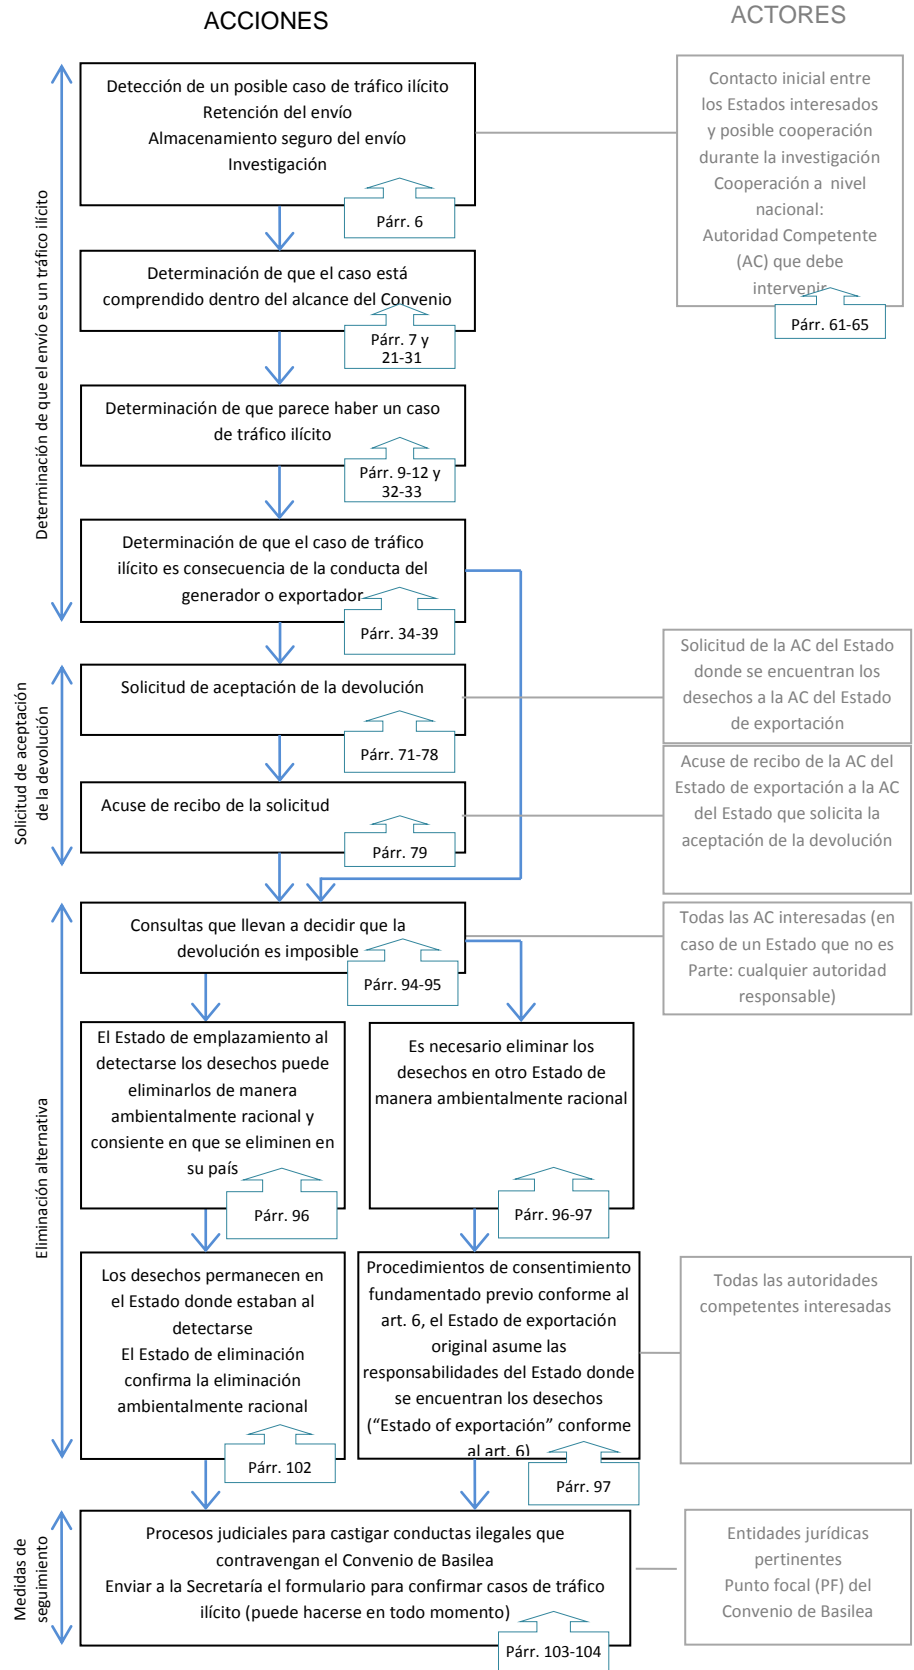 ACCIONES
ACTORES
Determinación de que el envío es un tráfico ilícito
Detección de un posible caso de tráfico ilícito
Retención del envío
Almacenamiento seguro del envío
Investigación
Párr. 6
Contacto inicial entre
los Estados interesados
y posible cooperación
durante la investigación
Cooperación a nivel
nacional:
Autoridad Competente
(AC) que debe
intervenir
Párr. 61-65
Determinación de que el caso está
comprendido dentro del alcance del Convenio
Párr. 7 y
21-31
Determinación de que parece haber un caso
de tráfico ilícito
Párr. 9-12 y
32-33
Determinación de que el caso de tráfico
ilícito es consecuencia de la conducta del
generador o exportador
Párr. 34-39
Solicitud de aceptación
de la devolución
Solicitud de aceptación de la devolución
Párr. 71-78
Solicitud de la AC del Estado
donde se encuentran los
desechos a la AC del Estado
de exportación
Acuse de recibo de la solicitud
Párr. 79
Acuse de recibo de la AC del
Estado de exportación a la AC
del Estado que solicita la
aceptación de la devolución
Eliminación alternativa
Consultas que llevan a decidir que la
devolución es imposible
Párr. 94-95
Todas las AC interesadas (en
caso de un Estado que no es
Parte: cualquier autoridad
responsable)
El Estado de emplazamiento al
detectarse los desechos puede
eliminarlos de manera
ambientalmente racional y
consiente en que se eliminen en
su país
Párr. 96
Es necesario eliminar los
desechos en otro Estado de
manera ambientalmente racional
Párr. 96-97
Los desechos permanecen en
el Estado donde estaban al
detectarse
El Estado de eliminación
confirma la eliminación
ambientalmente racional
Párr. 102
Procedimientos de consentimiento
fundamentado previo conforme al
art. 6, el Estado de exportación
original asume las
responsabilidades del Estado donde
se encuentran los desechos
(“Estado of exportación” conforme
al art. 6)
Párr. 97
Todas las autoridades
competentes interesadas
Medidas de
seguimiento
Procesos judiciales para castigar conductas ilegales que
contravengan el Convenio de Basilea
Enviar a la Secretaría el formulario para confirmar casos de tráfico
ilícito (puede hacerse en todo momento)
Párr. 103-104
Entidades jurídicas
pertinentes
Punto focal (PF) del
Convenio de Basilea